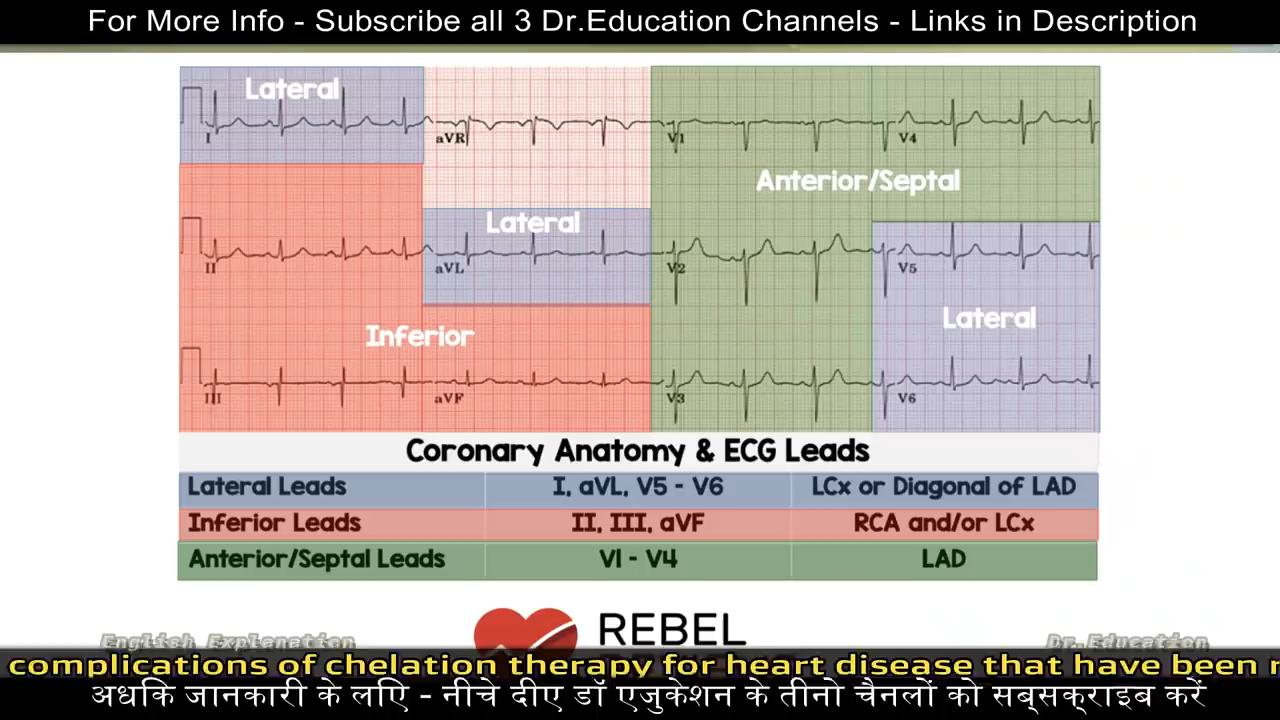 For More Info - Subscribe all 3 Dr.Education Channels - Links in Description
Lateral
I
aVR
V1
V4
Anterior/Septal
Lateral
II
aVL
V2
V5
Lateral
Inferior
III
aVF
V3
V6
Coronary Anatomy & ECG Leads
Lateral Leads I, aVL, V5 - V6 LCx or Diagonal of LAD
Inferior Leads II, III, aVF RCA and/or LCx
Anterior/Septal Leads V1 - V4 LAD
REBEL
English Explanation Dr.Education
complications of chelation therapy for heart disease that have been
अधकि जानकारी के लएि - नीचे दीए डॉ एजुकेशन के तीनो चैनलों को सब्सक्राइब करें